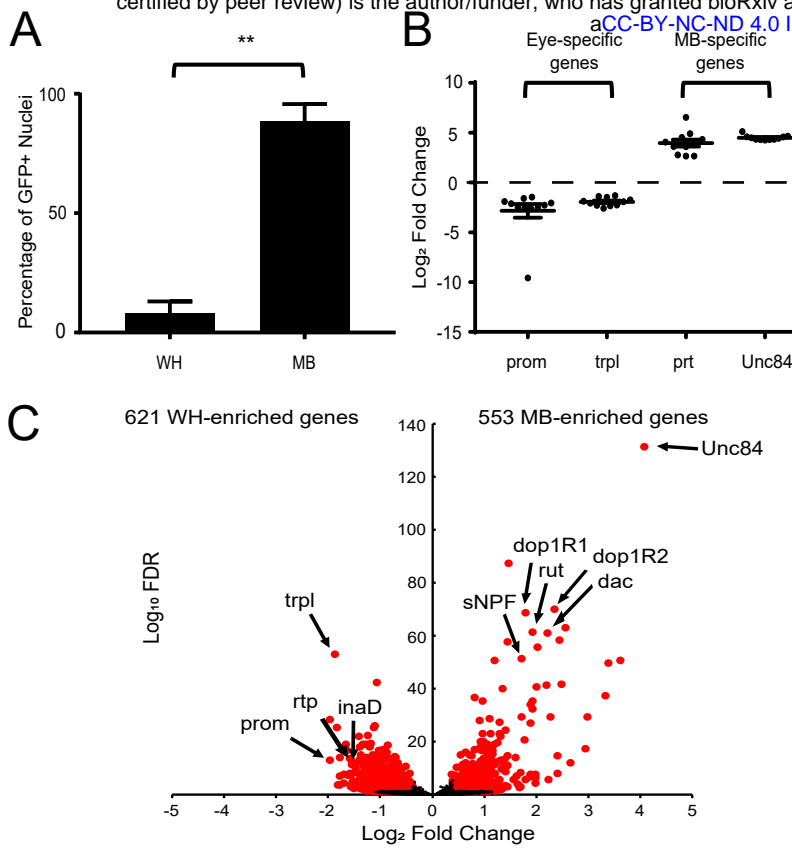 certified by peer review) is the author/funder, who has granted bioRxiv a
aCC-BY-NC-ND 4.0 I
A
**
Percentage of GFP+ Nuclei
100
50
0
WH
MB
B
Eye-specific
genes
MB-specific
genes
Log₂ Fold Change
10
5
0
-5
-10
-15
prom
trpl
prt
Unc84
C
621 WH-enriched genes
553 MB-enriched genes
Log₁₀ FDR
140
120
100
80
60
40
20
Unc84
dop1R1
dop1R2
rut
dac
sNPF
trpl
rtp
inaD
prom
-5
-4
-3
-2
-1
0
1
2
3
4
5
Log₂ Fold Change